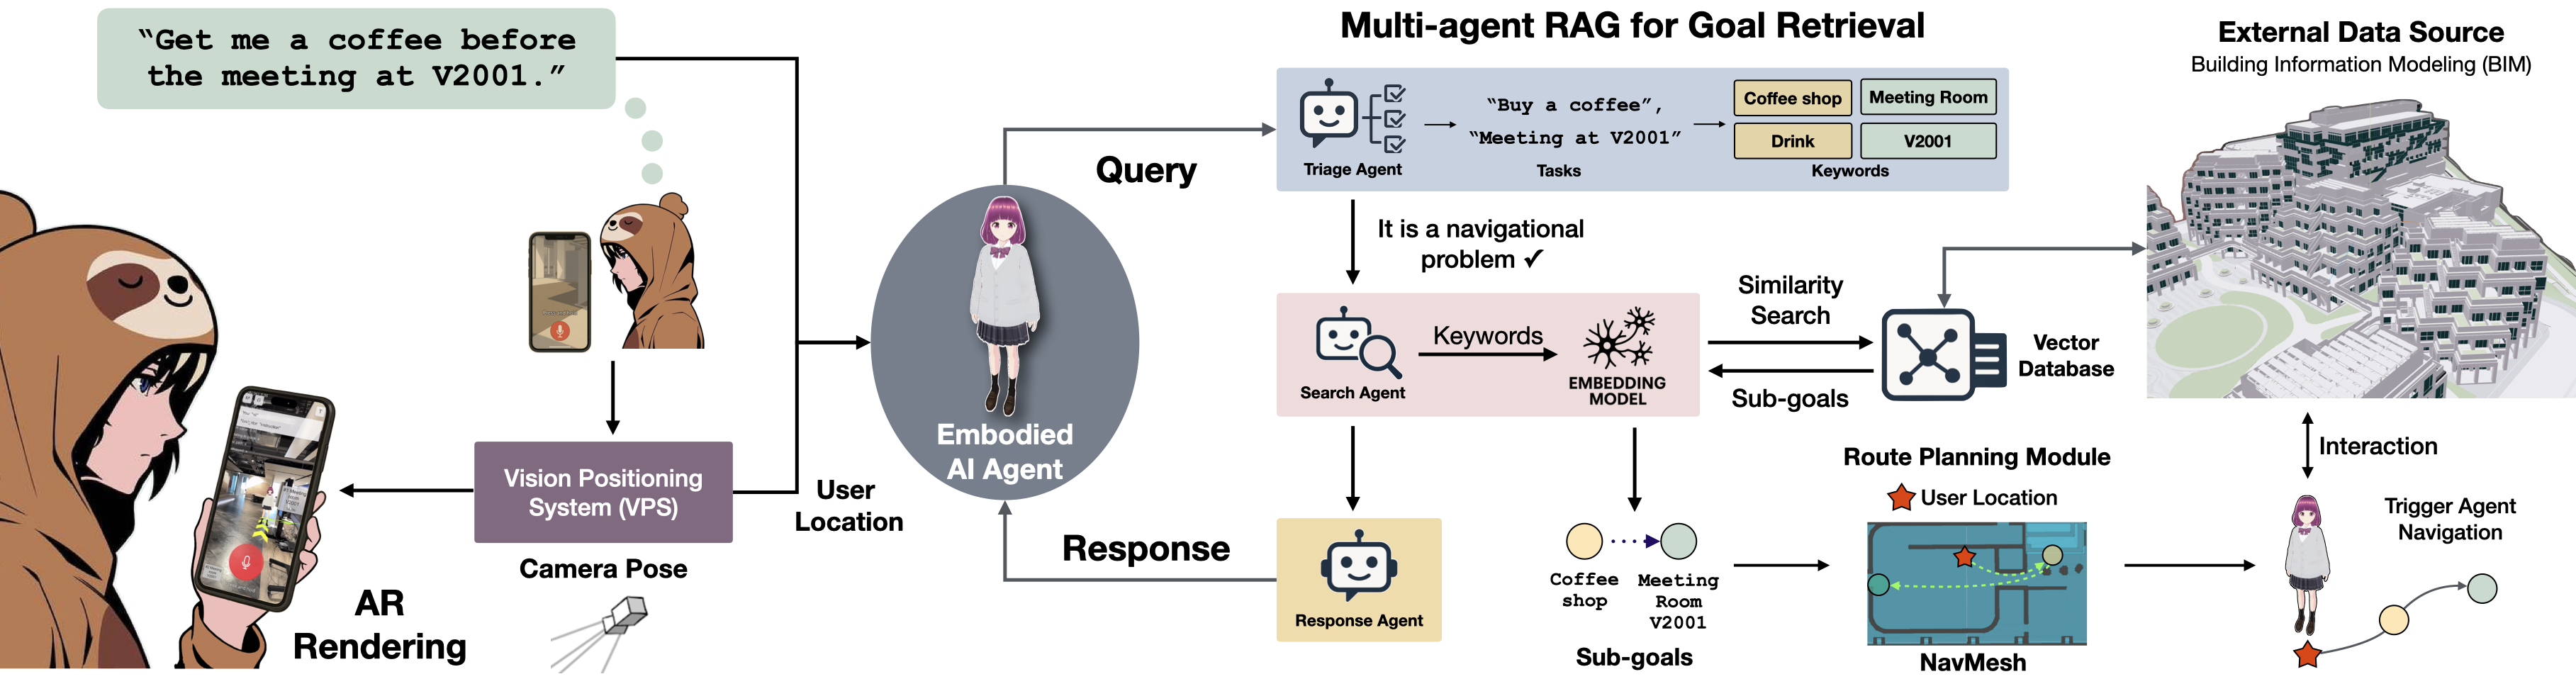 “Get me a coffee before
the meeting at V2001.”
Vision Positioning
System (VPS)
Camera Pose
AR
Rendering
User
Location
Embodied
AI Agent
Query
Response
Multi-agent RAG for Goal Retrieval
Triage Agent
“Buy a coffee”,
“Meeting at V2001”
Tasks
Coffee shop
Meeting Room
Drink
V2001
Keywords
It is a navigational
problem ✓
Search Agent
Keywords
EMBEDDING
MODEL
Similarity
Search
Sub-goals
Vector
Database
Response Agent
Coffee
shop
Meeting
Room
V2001
Sub-goals
Route Planning Module
User Location
NavMesh
External Data Source
Building Information Modeling (BIM)
Interaction
Trigger Agent
Navigation